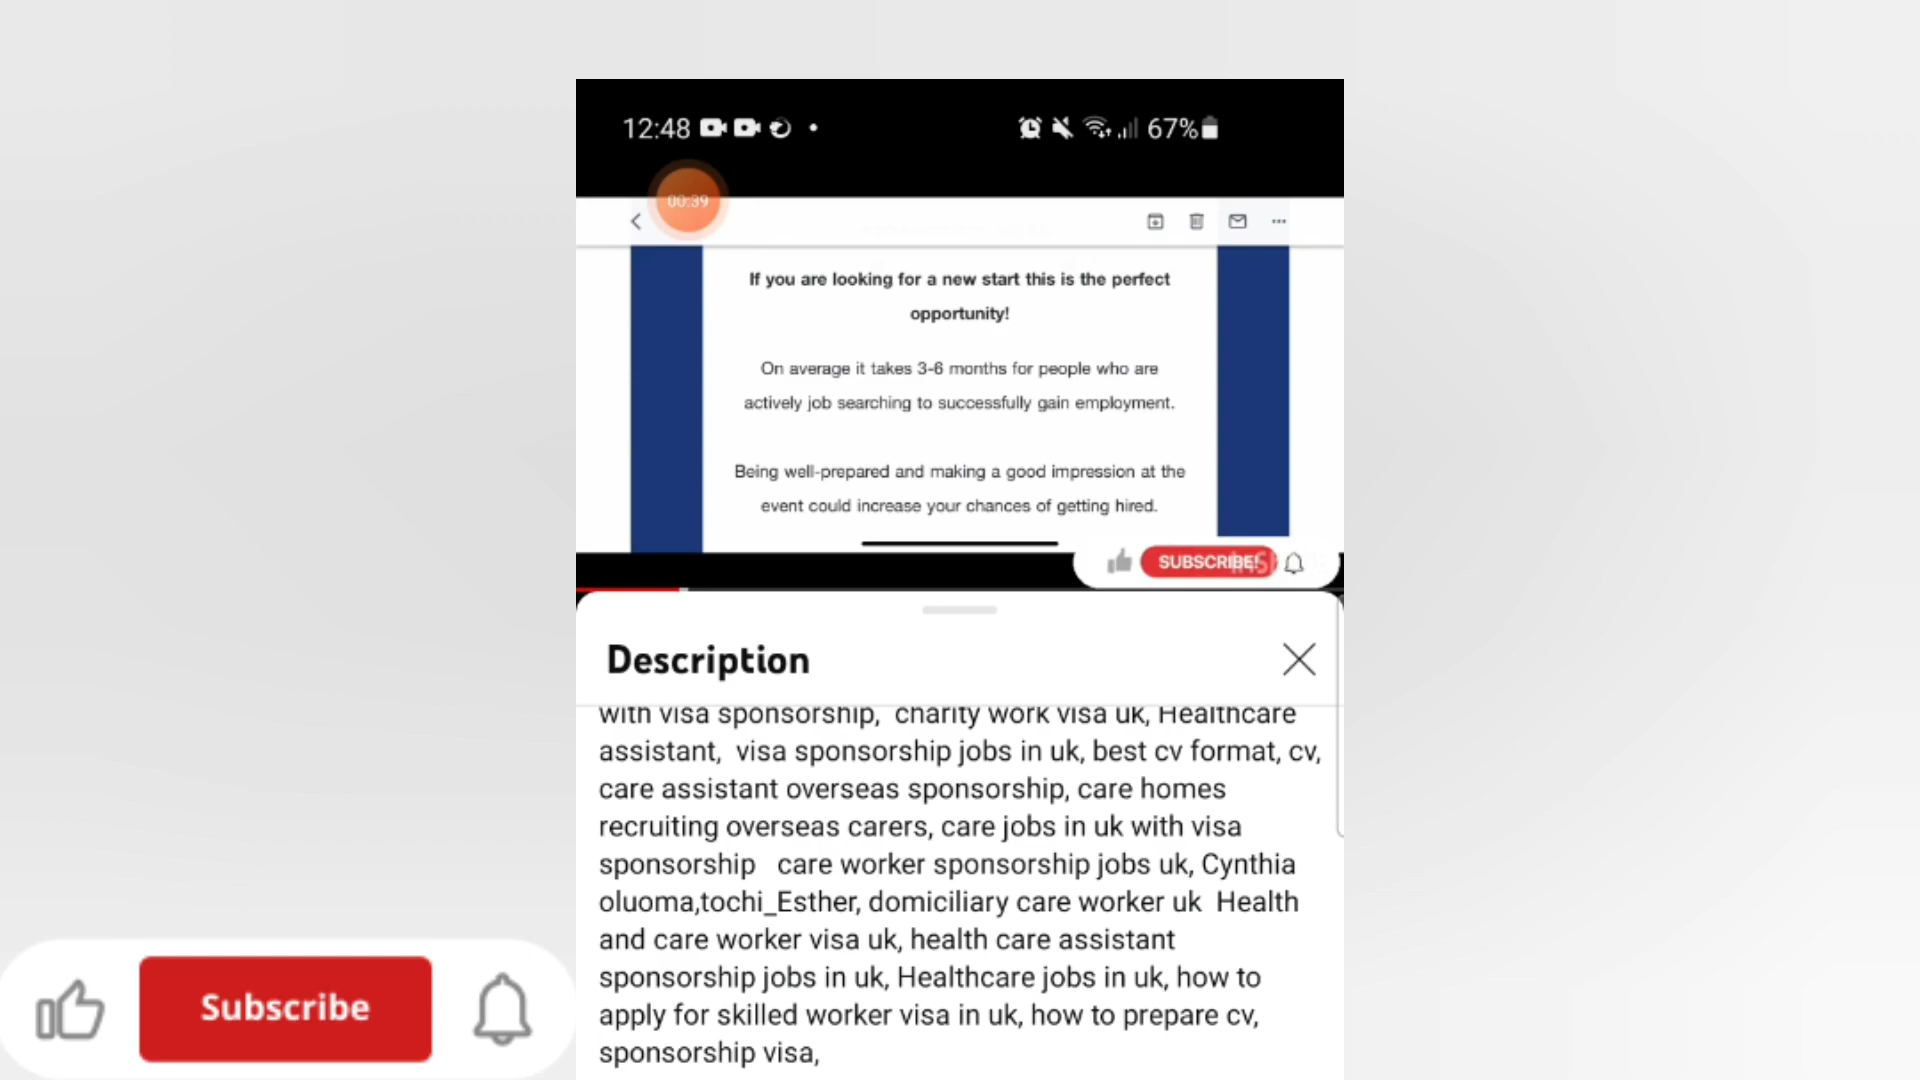 12:48
67%
00:39
If you are looking for a new start this is the perfect
opportunity!
On average it takes 3-6 months for people who are
actively job searching to successfully gain employment.
Being well-prepared and making a good impression at the
event could increase your chances of getting hired.
SUBSCRIBE!
Description
with visa sponsorship,  charity work visa uk, Healthcare
assistant,  visa sponsorship jobs in uk, best cv format, cv,
care assistant overseas sponsorship, care homes
recruiting overseas carers, care jobs in uk with visa
sponsorship   care worker sponsorship jobs uk, Cynthia
oluoma,tochi_Esther, domiciliary care worker uk  Health
and care worker visa uk, health care assistant
sponsorship jobs in uk, Healthcare jobs in uk, how to
apply for skilled worker visa in uk, how to prepare cv,
sponsorship visa,
Subscribe